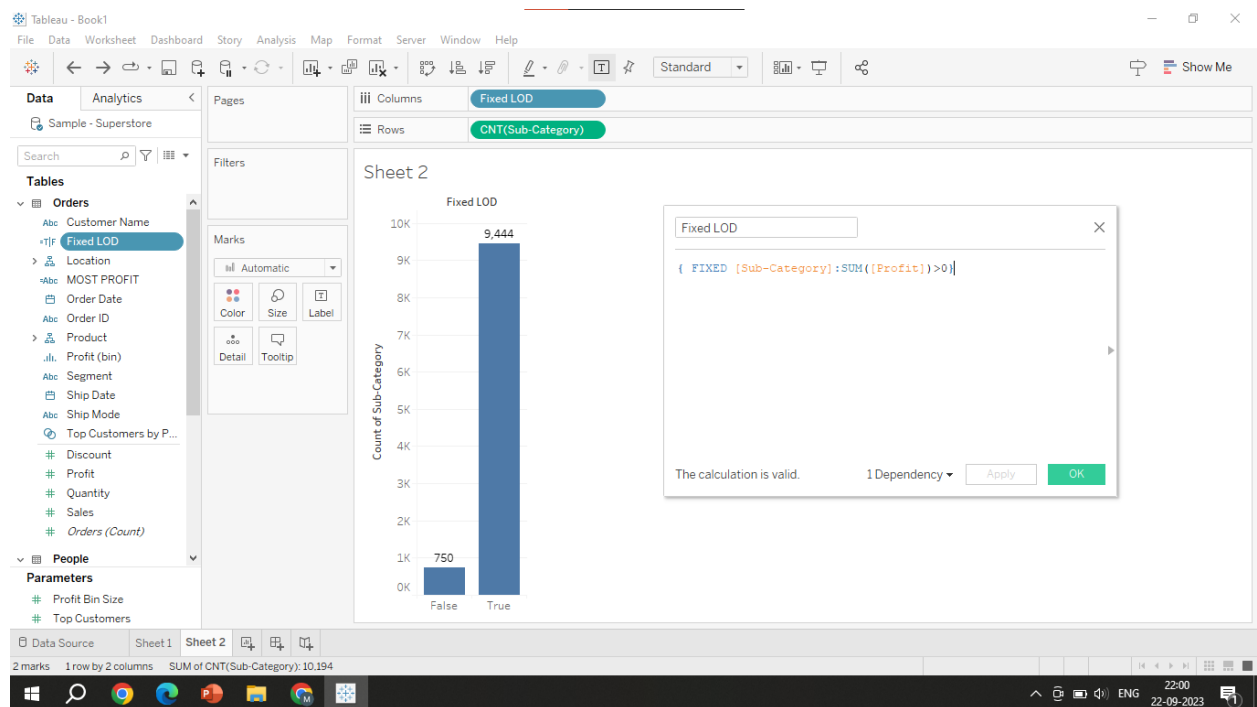 Tableau - Book1
File Data Worksheet Dashboard Story Analysis Map Format Server Window Help
Standard
Show Me
Data Analytics
Sample - Superstore
Search
Tables
Orders
Abc Customer Name
=T|F Fixed LOD
Location
=Abc MOST PROFIT
Order Date
Abc Order ID
Product
Profit (bin)
Abc Segment
Ship Date
Abc Ship Mode
Top Customers by P...
# Discount
# Profit
# Quantity
# Sales
# Orders (Count)
People
Parameters
# Profit Bin Size
# Top Customers
Pages
Filters
Marks
Automatic
Color Size Label
Detail Tooltip
Columns Fixed LOD
Rows CNT(Sub-Category)
Sheet 2
Fixed LOD
Count of Sub-Category
10K
9K
8K
7K
6K
5K
4K
3K
2K
1K
0K
9,444
750
False True
Fixed LOD
{ FIXED [Sub-Category]:SUM([Profit])>0}
The calculation is valid. 1 Dependency Apply OK
Data Source Sheet 1 Sheet 2
2 marks 1 row by 2 columns SUM of CNT(Sub-Category): 10,194
ENG
22:00
22-09-2023
1